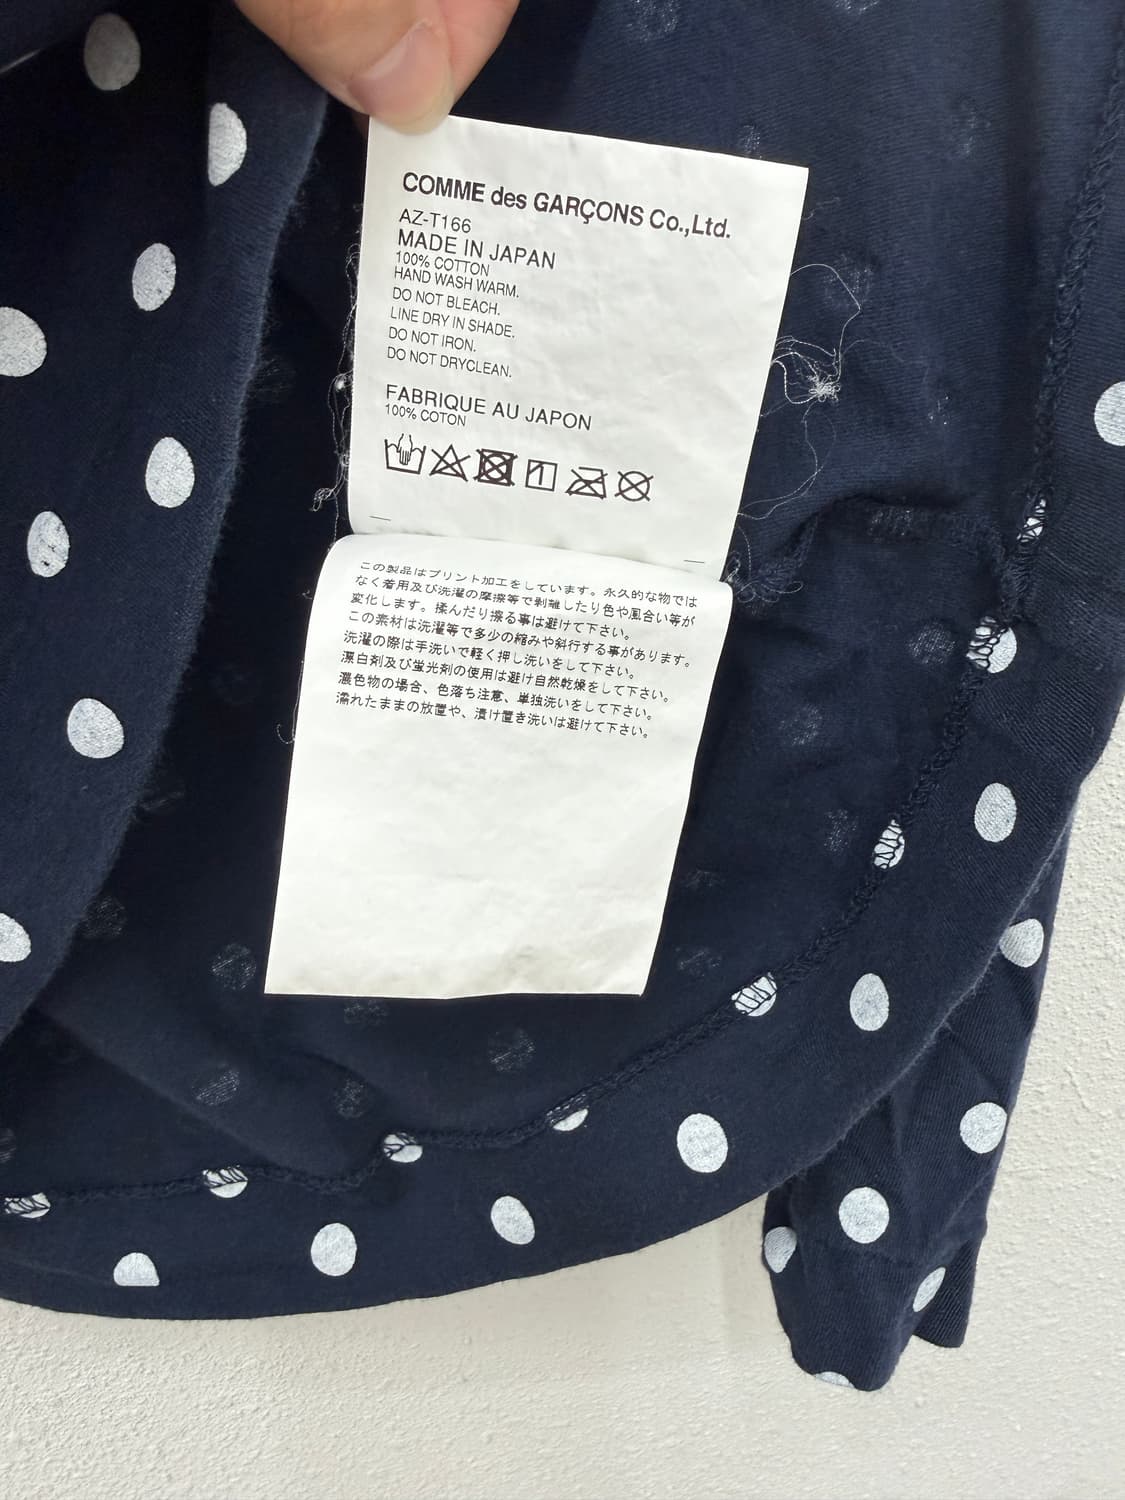 COMME des GARÇONS Co.,Ltd.
AZ-T166
MADE IN JAPAN
100% COTTON
HAND WASH WARM.
DO NOT BLEACH.
LINE DRY IN SHADE.
DO NOT IRON.
DO NOT DRYCLEAN.
FABRIQUE AU JAPON
100% COTON
この製品はプリント加工をしています。永久的な物では
なく着用及び洗濯の摩擦等で剥離したり色や風合い等が
変化します。揉んだり擦る事は避けて下さい。
この素材は洗濯等で多少の縮みや斜行する事があります。
洗濯の際は手洗いで軽く押し洗いをして下さい。
漂白剤及び蛍光剤の使用は避け自然乾燥をして下さい。
濃色物の場合、色落ち注意、単独洗いをして下さい。
濡れたままの放置や、漬け置き洗いは避けて下さい。